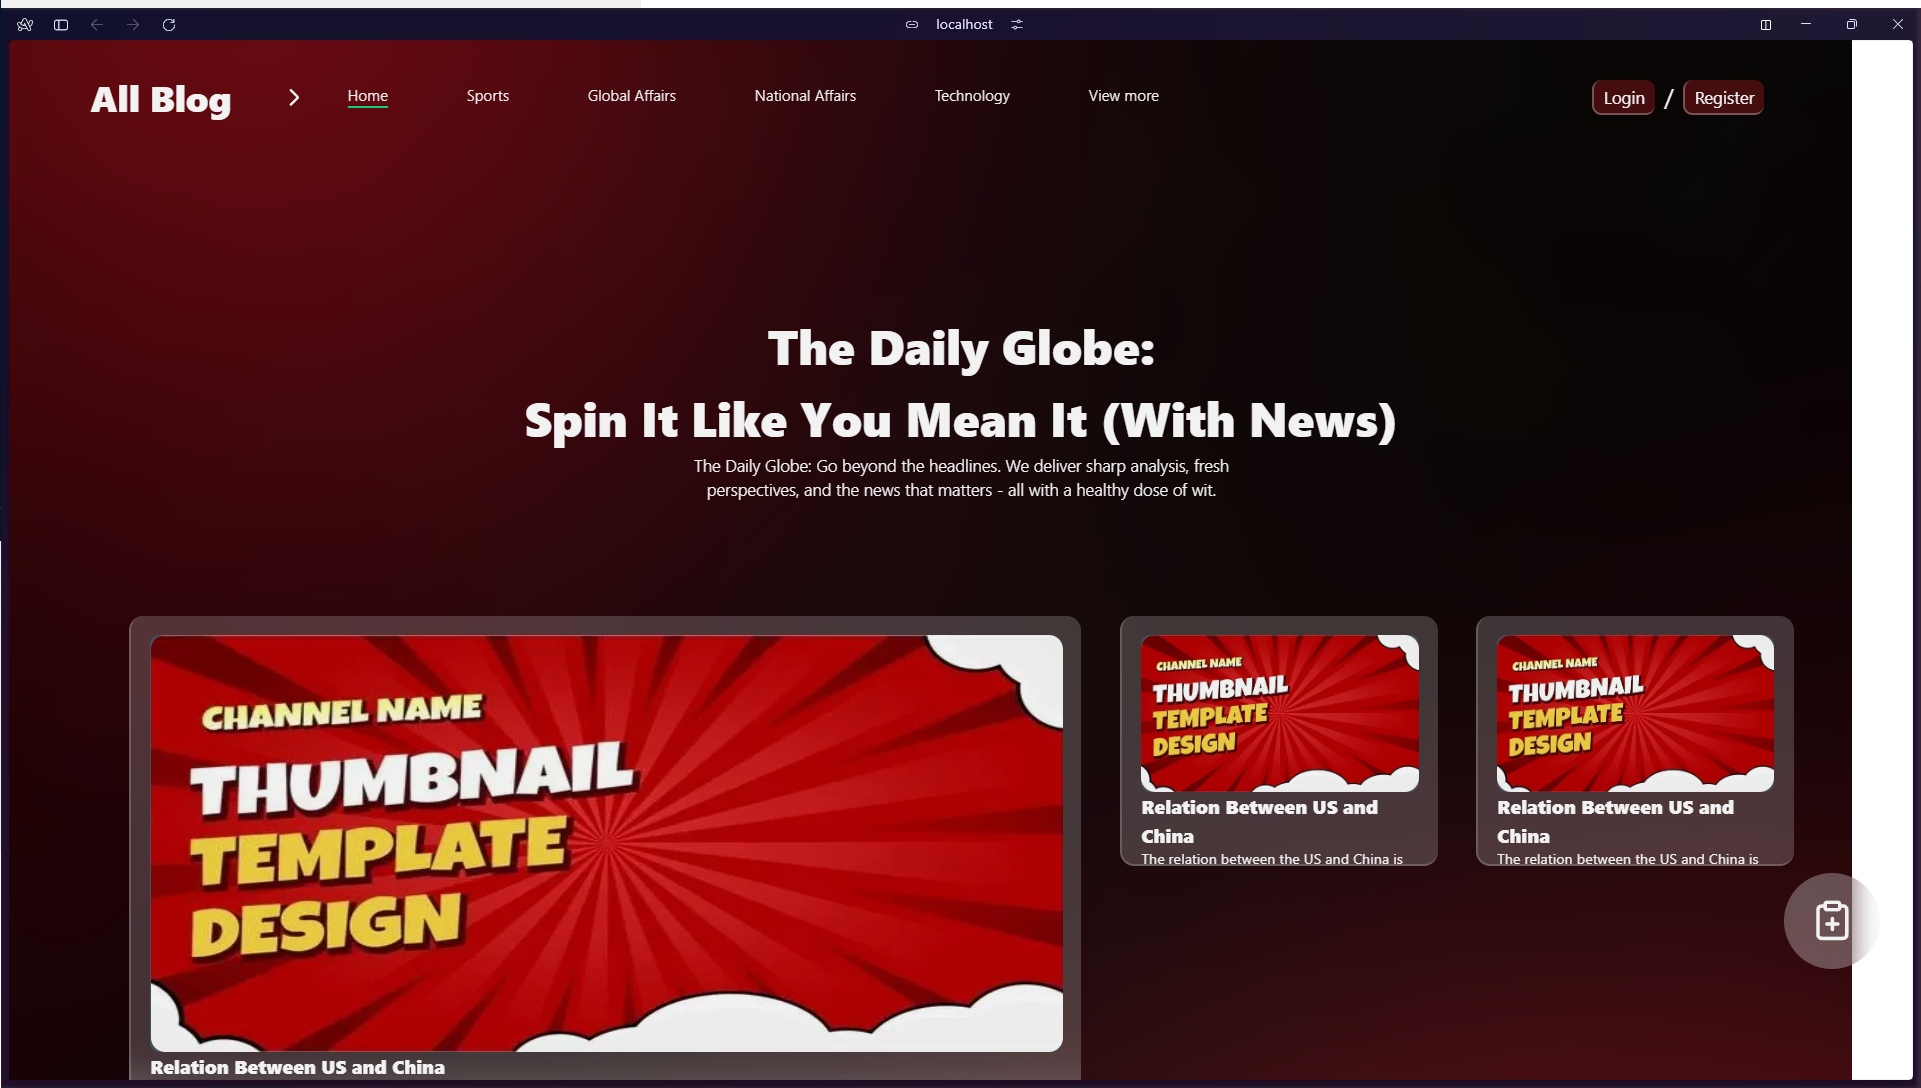 localhost
All Blog
Home
Sports
Global Affairs
National Affairs
Technology
View more
Login / Register
The Daily Globe:
Spin It Like You Mean It (With News)
The Daily Globe: Go beyond the headlines. We deliver sharp analysis, fresh
perspectives, and the news that matters - all with a healthy dose of wit.
CHANNEL NAME
THUMBNAIL
TEMPLATE
DESIGN
Relation Between US and China
CHANNEL NAME
THUMBNAIL
TEMPLATE
DESIGN
Relation Between US and
China
The relation between the US and China is
CHANNEL NAME
THUMBNAIL
TEMPLATE
DESIGN
Relation Between US and
China
The relation between the US and China is